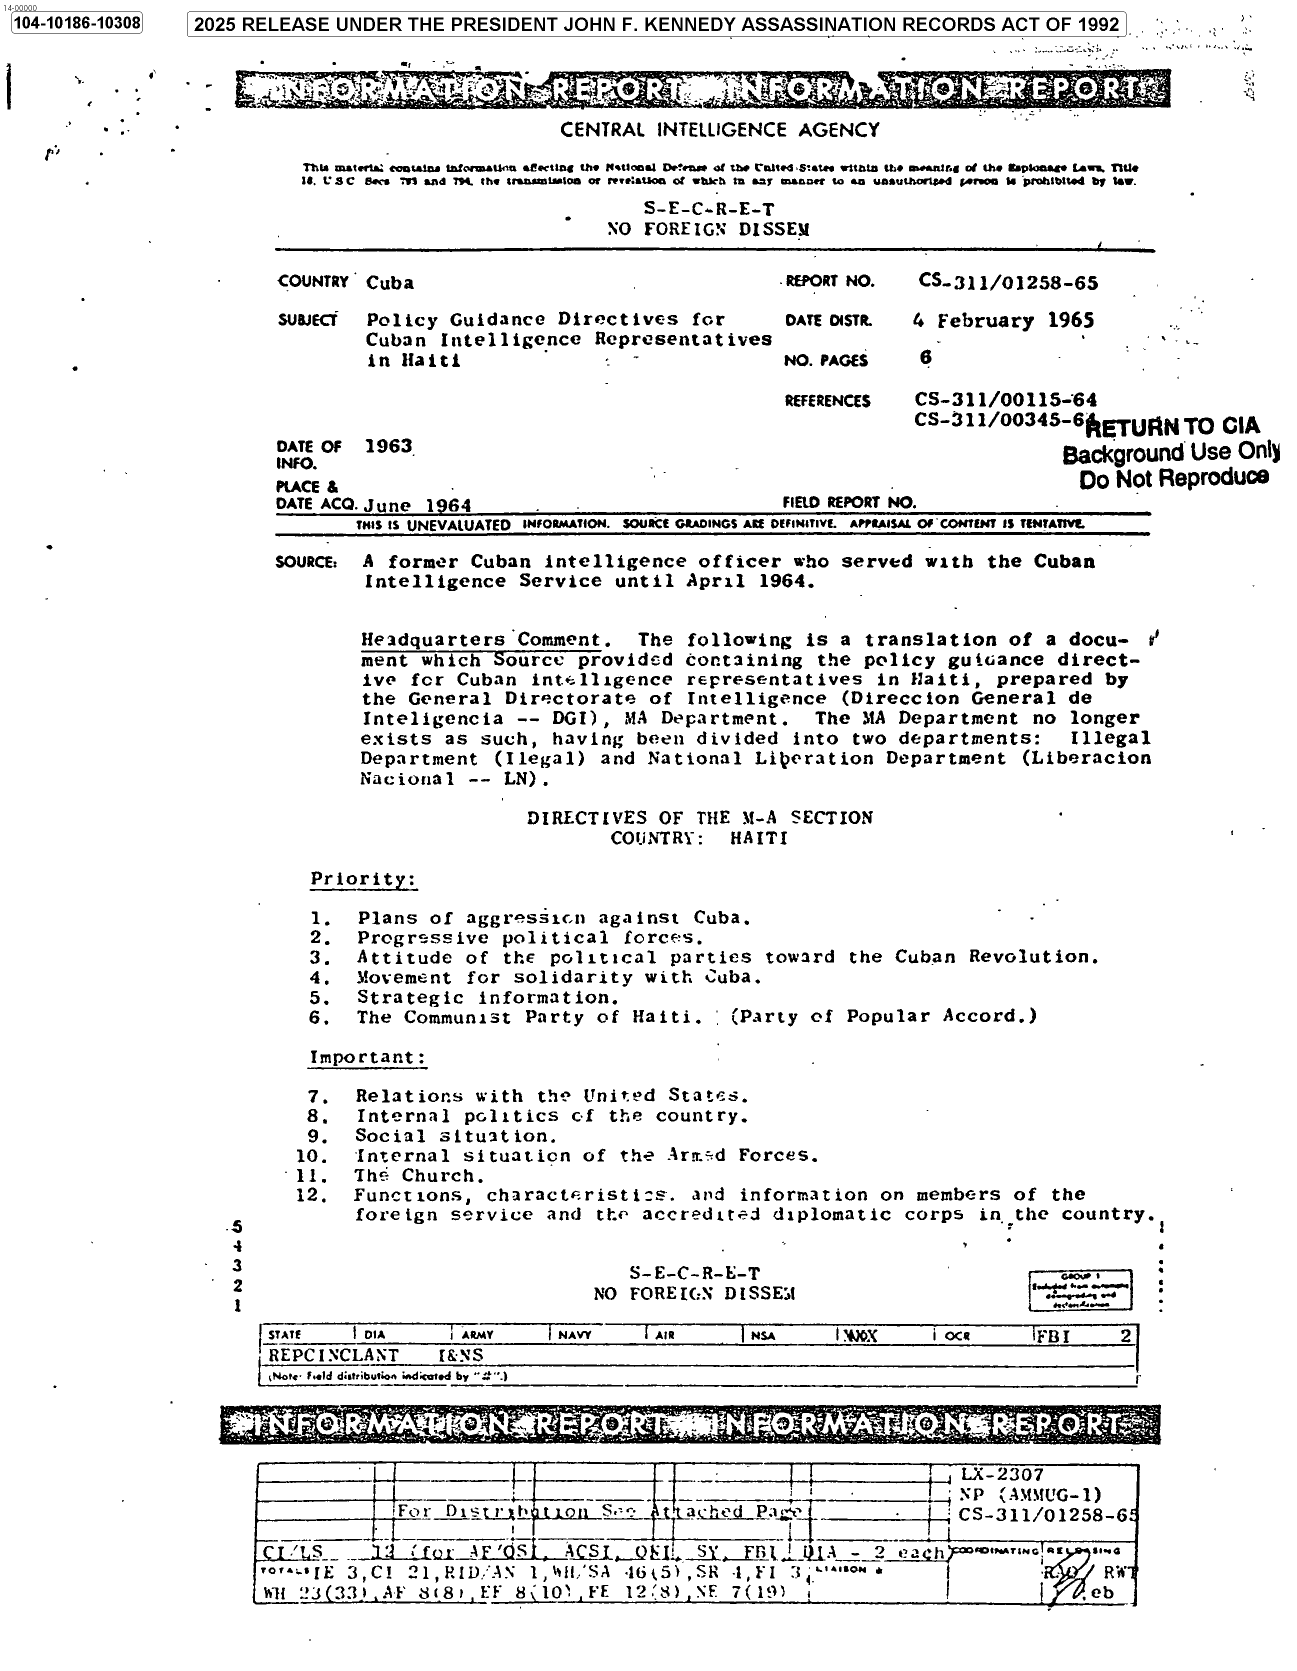 14-00000
104-10186-10308
2025 RELEASE UNDER THE PRESIDENT JOHN F. KENNEDY ASSASSINATION RECORDS ACT OF 1992
INFORMATION REPORT INFORMATION REPORT
CENTRAL INTELLIGENCE AGENCY
This material contains information affecting the National Defense of the United States within the meaning of the Espionage Laws, Title
18, U.S.C. Secs. 793 and 794, the transmission or revelation of which in any manner to an unauthorized person is prohibited by law.
S-E-C-R-E-T
NO FOREIGN DISSEM
COUNTRY Cuba REPORT NO. CS-311/01258-65
SUBJECT Policy Guidance Directives for DATE DISTR. 4 February 1965
Cuban Intelligence Representatives
in Haiti NO. PAGES 6
REFERENCES CS-311/00115-64
CS-311/00345-64
RETURN TO CIA
Background Use Only
Do Not Reproduce
DATE OF 1963
INFO.
PLACE &
DATE ACQ. June 1964 FIELD REPORT NO.
THIS IS UNEVALUATED INFORMATION. SOURCE GRADINGS ARE DEFINITIVE. APPRAISAL OF CONTENT IS TENTATIVE.
SOURCE: A former Cuban intelligence officer who served with the Cuban
Intelligence Service until April 1964.
Headquarters Comment. The following is a translation of a docu-
ment which Source provided containing the policy guidance direct-
ive for Cuban intelligence representatives in Haiti, prepared by
the General Directorate of Intelligence (Direccion General de
Inteligencia -- DGI), MA Department. The MA Department no longer
exists as such, having been divided into two departments: Illegal
Department (Ilegal) and National Liberation Department (Liberacion
Nacional -- LN).
DIRECTIVES OF THE M-A SECTION
COUNTRY: HAITI
Priority:
1. Plans of aggression against Cuba.
2. Progressive political forces.
3. Attitude of the political parties toward the Cuban Revolution.
4. Movement for solidarity with Cuba.
5. Strategic information.
6. The Communist Party of Haiti. (Party of Popular Accord.)
Important:
7. Relations with the United States.
8. Internal politics of the country.
9. Social situation.
10. Internal situation of the Armed Forces.
11. The Church.
12. Functions, characteristics. and information on members of the
foreign service and the accredited diplomatic corps in the country.
5
4
3
2
1
S-E-C-R-E-T
NO FOREIGN DISSEM
GROUP 1
Excluded from automatic
downgrading and
declassification
STATE DIA ARMY NAVY AIR NSA XXX OCR FBI 2
REPCINCLANT I&NS
(Note: Field distribution indicated by "#".)
INFORMATION REPORT INFORMATION REPORT
LX-2307
NP (AMMUG-1)
For Distribution See Attached Page CS-311/01258-65
CI/LS 12 (for AF/OSI, ACSI, ONI, SY, FBI, DIA - 2 each) COORDINATING RELEASING
TOTALS IE 3,CI 21,RID/AN 1,WH/SA 46(5),SR 4,FI 3 LIAISON RWT
WH 23(33),AF 8(8),EF 8(10),FE 12(8),NE 7(19) eb